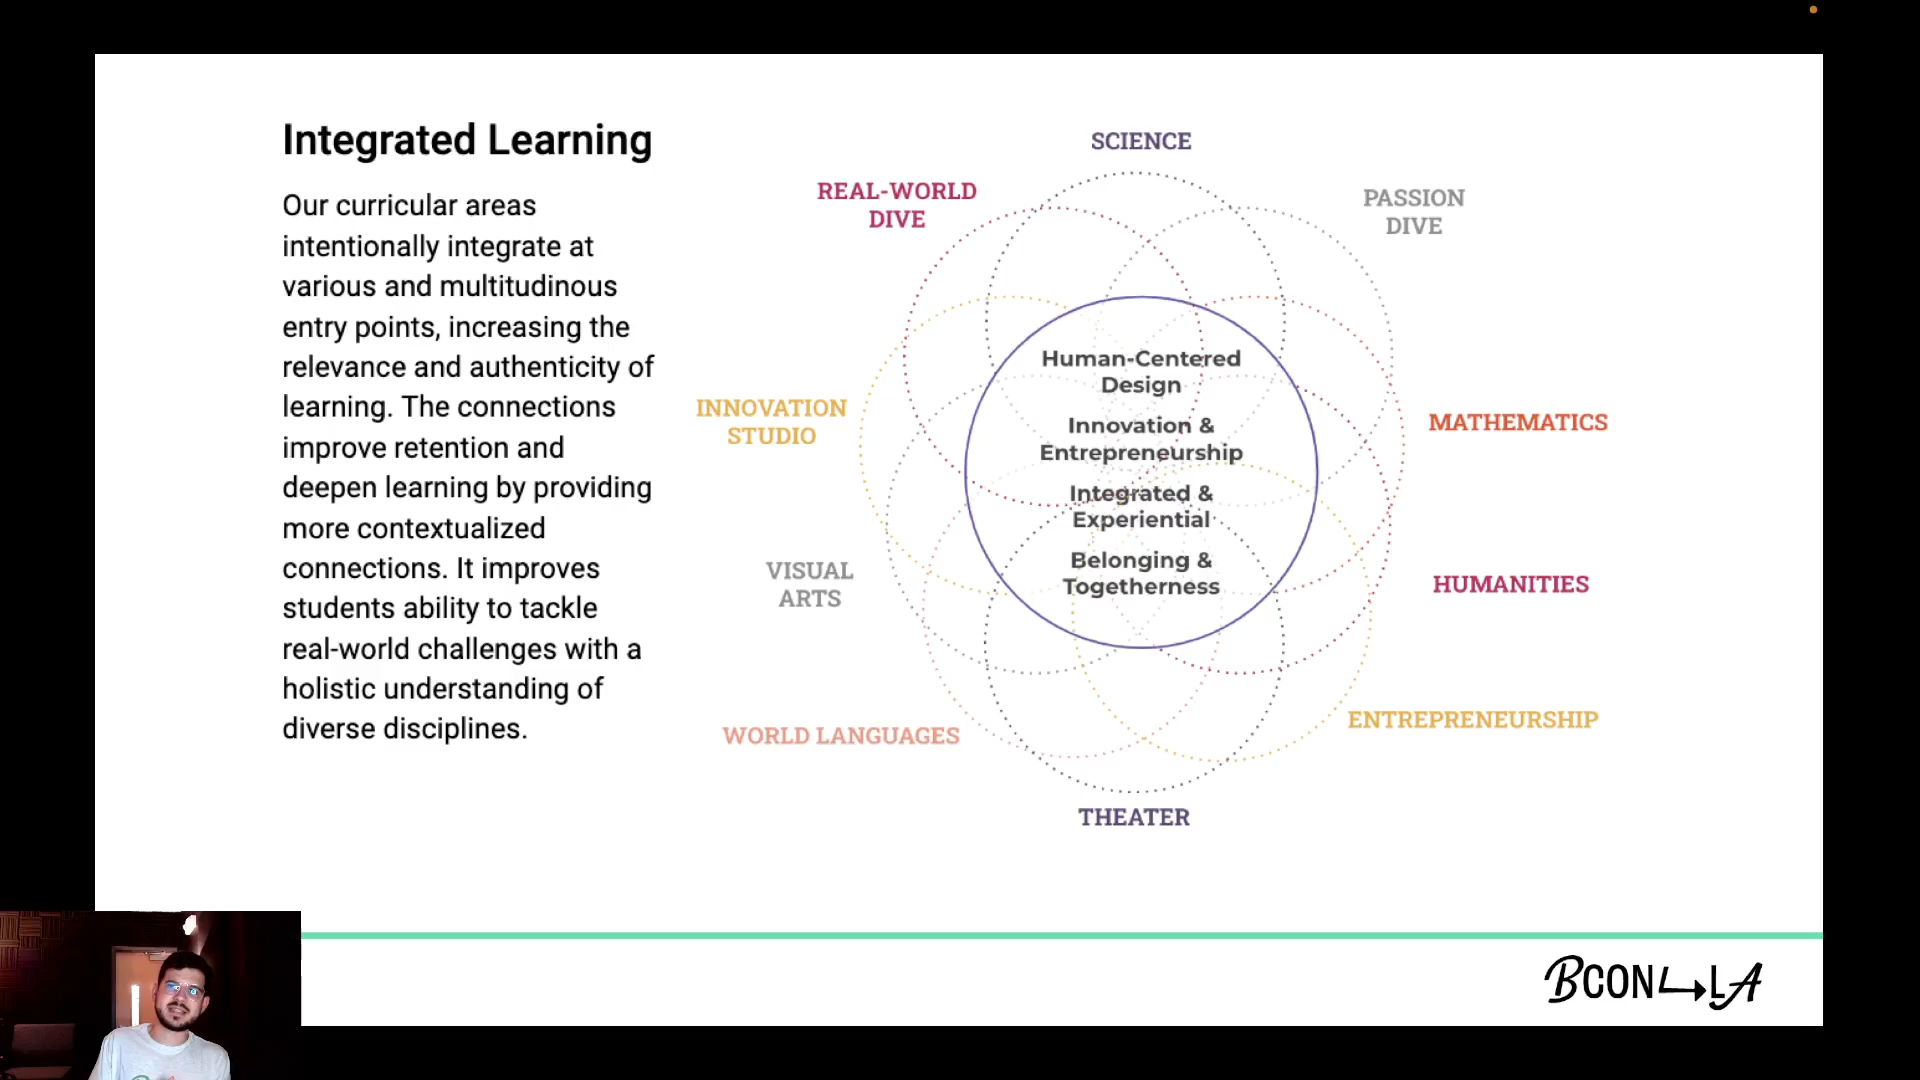 Integrated Learning
Our curricular areas
intentionally integrate at
various and multitudinous
entry points, increasing the
relevance and authenticity of
learning. The connections
improve retention and
deepen learning by providing
more contextualized
connections. It improves
students ability to tackle
real-world challenges with a
holistic understanding of
diverse disciplines.
SCIENCE
REAL-WORLD
DIVE
PASSION
DIVE
INNOVATION
STUDIO
MATHEMATICS
Human-Centered
Design
Innovation &
Entrepreneurship
Integrated &
Experiential
Belonging &
Togetherness
VISUAL
ARTS
HUMANITIES
WORLD LANGUAGES
ENTREPRENEURSHIP
THEATER
BCON LA